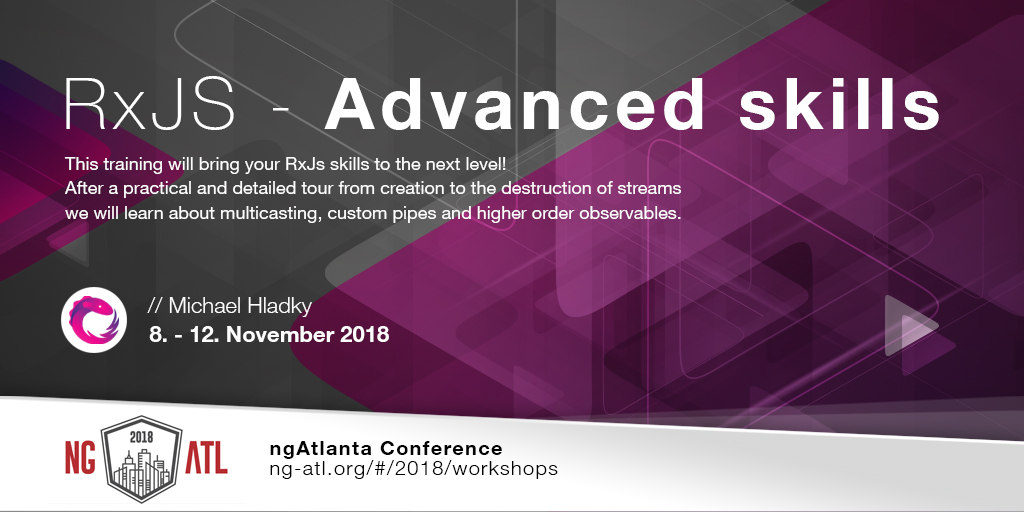 RxJS - Advanced skills
This training will bring your RxJs skills to the next level!
After a practical and detailed tour from creation to the destruction of streams
we will learn about multicasting, custom pipes and higher order observables.
// Michael Hladky
8. - 12. November 2018
NG 2018 ATL
ngAtlanta Conference
ng-atl.org/#/2018/workshops